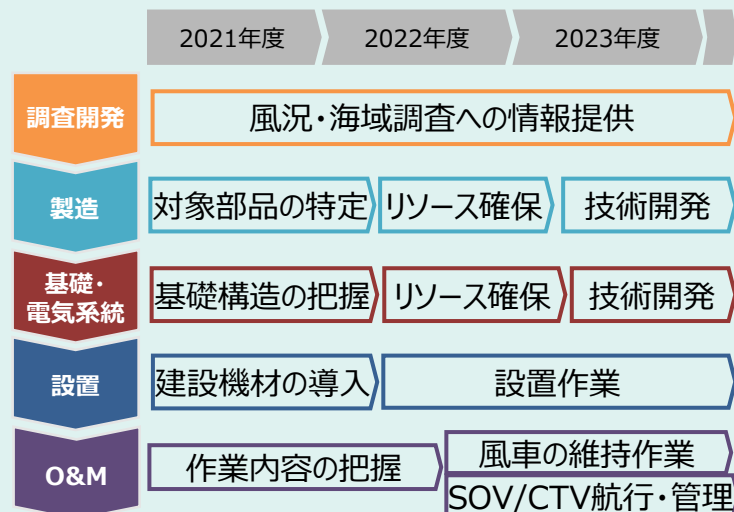 2021年度 2022年度 2023年度
調査開発 風況・海域調査への情報提供
製造 対象部品の特定 リソース確保 技術開発
基礎・
電気系統 基礎構造の把握 リソース確保 技術開発
設置 建設機材の導入 設置作業
O&M 作業内容の把握 風車の維持作業
SOV/CTV航行・管理